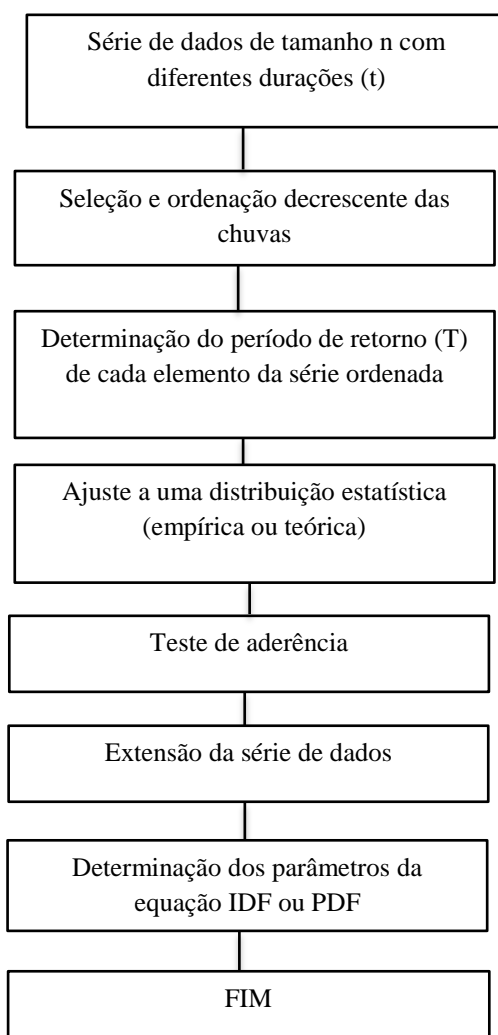 Série de dados de tamanho n com
diferentes durações (t)
Seleção e ordenação decrescente das
chuvas
Determinação do período de retorno (T)
de cada elemento da série ordenada
Ajuste a uma distribuição estatística
(empírica ou teórica)
Teste de aderência
Extensão da série de dados
Determinação dos parâmetros da
equação IDF ou PDF
FIM